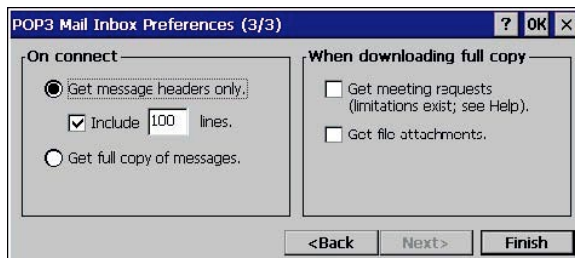 POP3 Mail Inbox Preferences (3/3) ? OK ×
On connect
Get message headers only.
Include 100 lines.
Get full copy of messages.
When downloading full copy
Get meeting requests
(limitations exist; see Help).
Get file attachments.
<Back Next> Finish